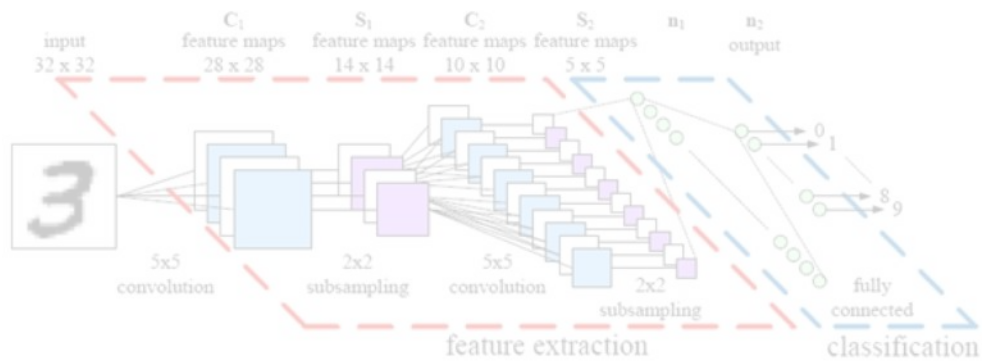 input
32 x 32
C₁
feature maps
28 x 28
S₁
feature maps
14 x 14
C₂
feature maps
10 x 10
S₂
feature maps
5 x 5
n₁
n₂
output
3
0
1
8
9
5x5
convolution
2x2
subsampling
5x5
convolution
2x2
subsampling
fully
connected
feature extraction
classification